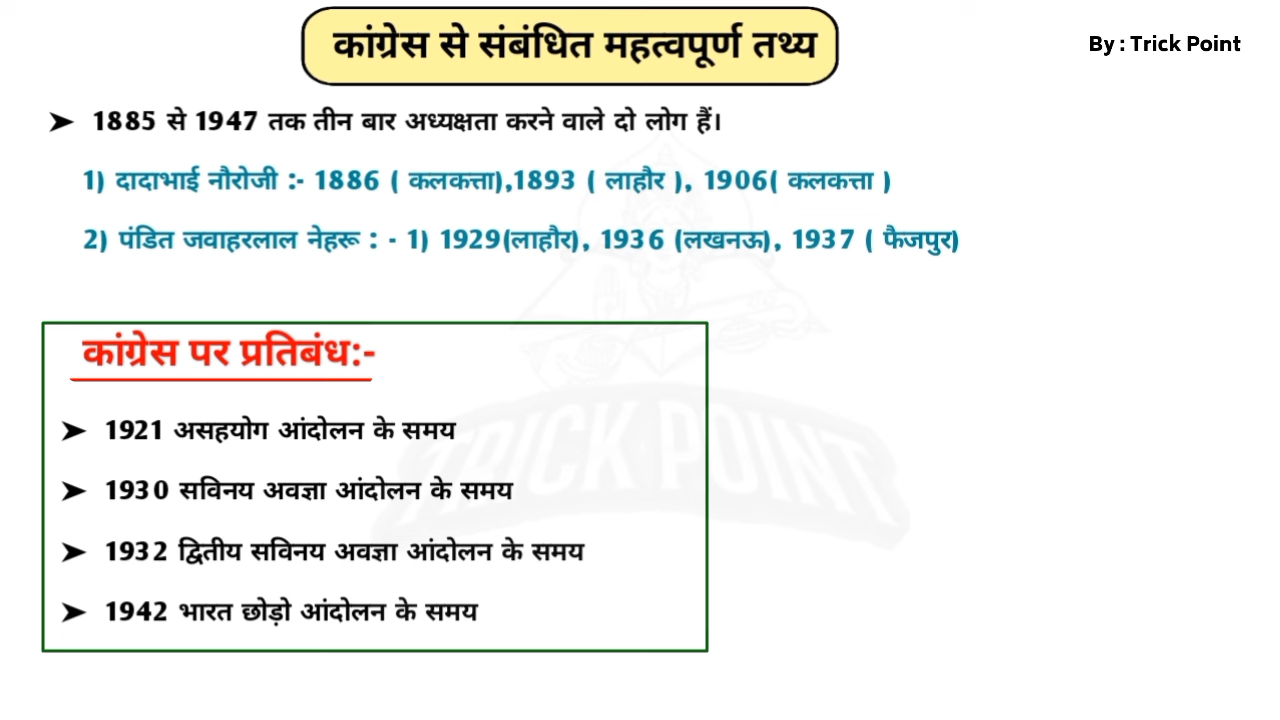 कांग्रेस से संबंधित महत्वपूर्ण तथ्य
By : Trick Point
➤ 1885 से 1947 तक तीन बार अध्यक्षता करने वाले दो लोग हैं।
1) दादाभाई नौरोजी :- 1886 ( कलकत्ता),1893 ( लाहौर ), 1906( कलकत्ता )
2) पंडित जवाहरलाल नेहरू : - 1) 1929(लाहौर), 1936 (लखनऊ), 1937 ( फैजपुर)
कांग्रेस पर प्रतिबंध:-
➤ 1921 असहयोग आंदोलन के समय
➤ 1930 सविनय अवज्ञा आंदोलन के समय
➤ 1932 द्वितीय सविनय अवज्ञा आंदोलन के समय
➤ 1942 भारत छोड़ो आंदोलन के समय
TRICK POINT